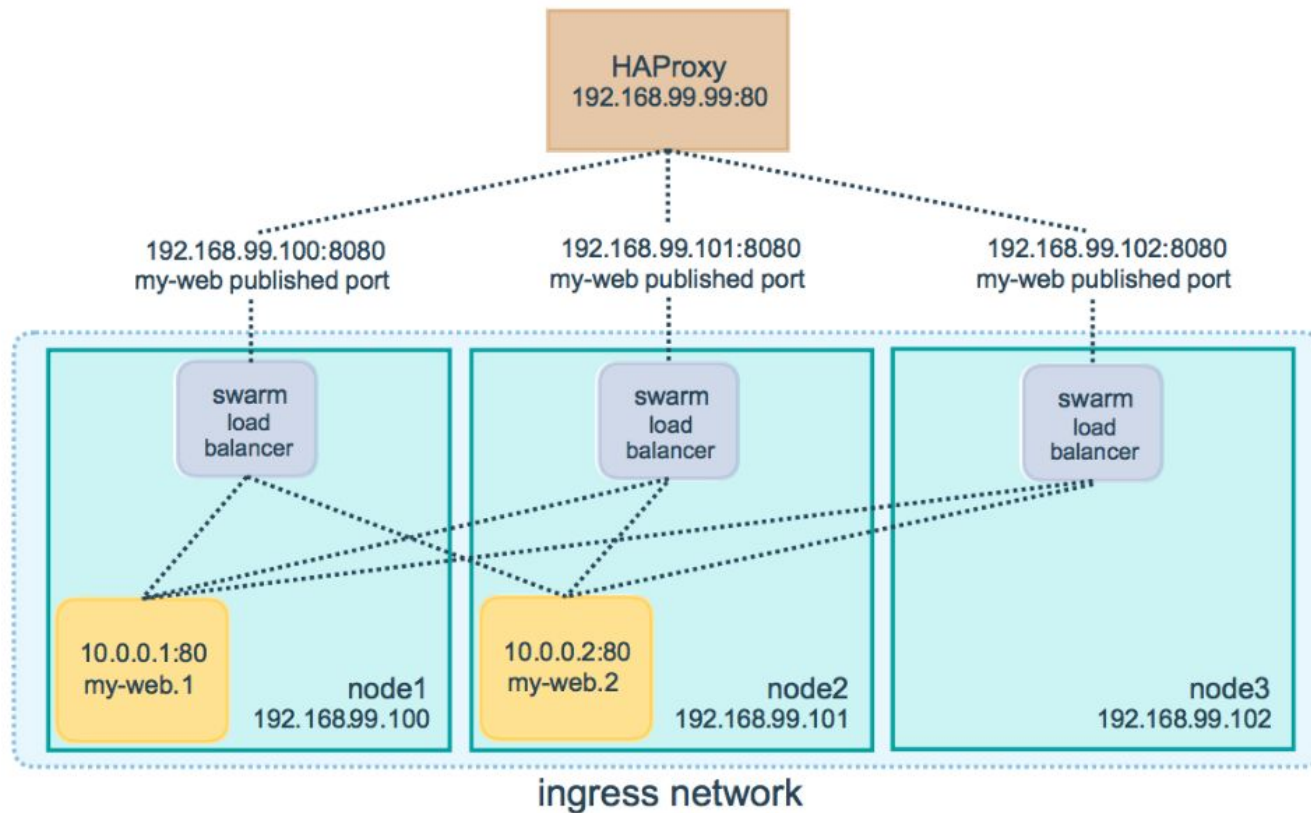 HAProxy
192.168.99.99:80
192.168.99.100:8080
my-web published port
192.168.99.101:8080
my-web published port
192.168.99.102:8080
my-web published port
swarm
load
balancer
swarm
load
balancer
swarm
load
balancer
10.0.0.1:80
my-web.1
node1
192.168.99.100
10.0.0.2:80
my-web.2
node2
192.168.99.101
node3
192.168.99.102
ingress network